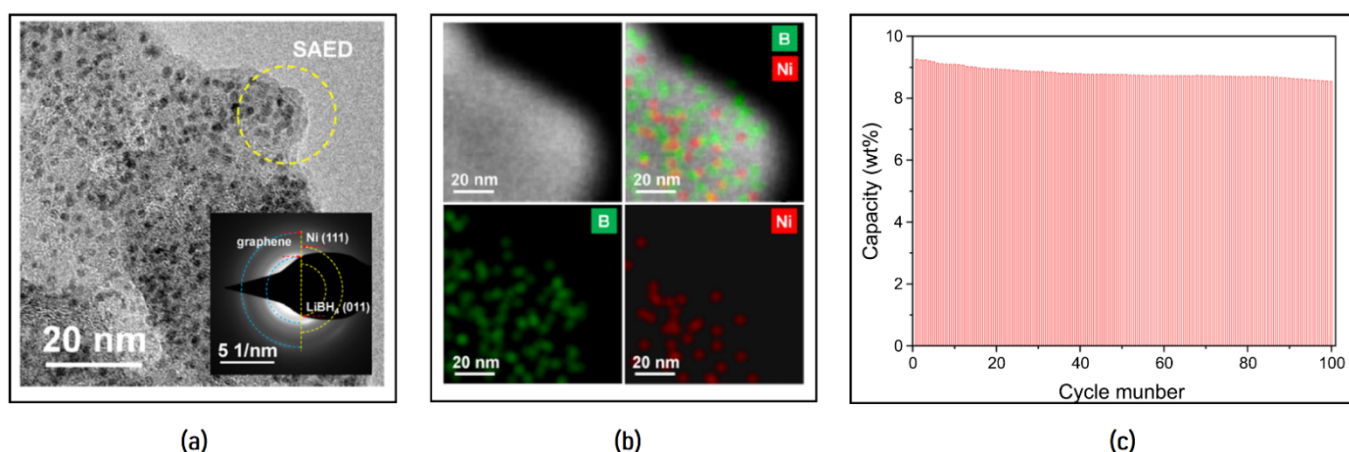 SAED
graphene
Ni (111)
LiBH4 (011)
5 1/nm
20 nm
(a)
B
Ni
20 nm
20 nm
B
Ni
20 nm
20 nm
(b)
10
8
6
4
2
0
Capacity (wt%)
0 20 40 60 80 100
Cycle munber
(c)